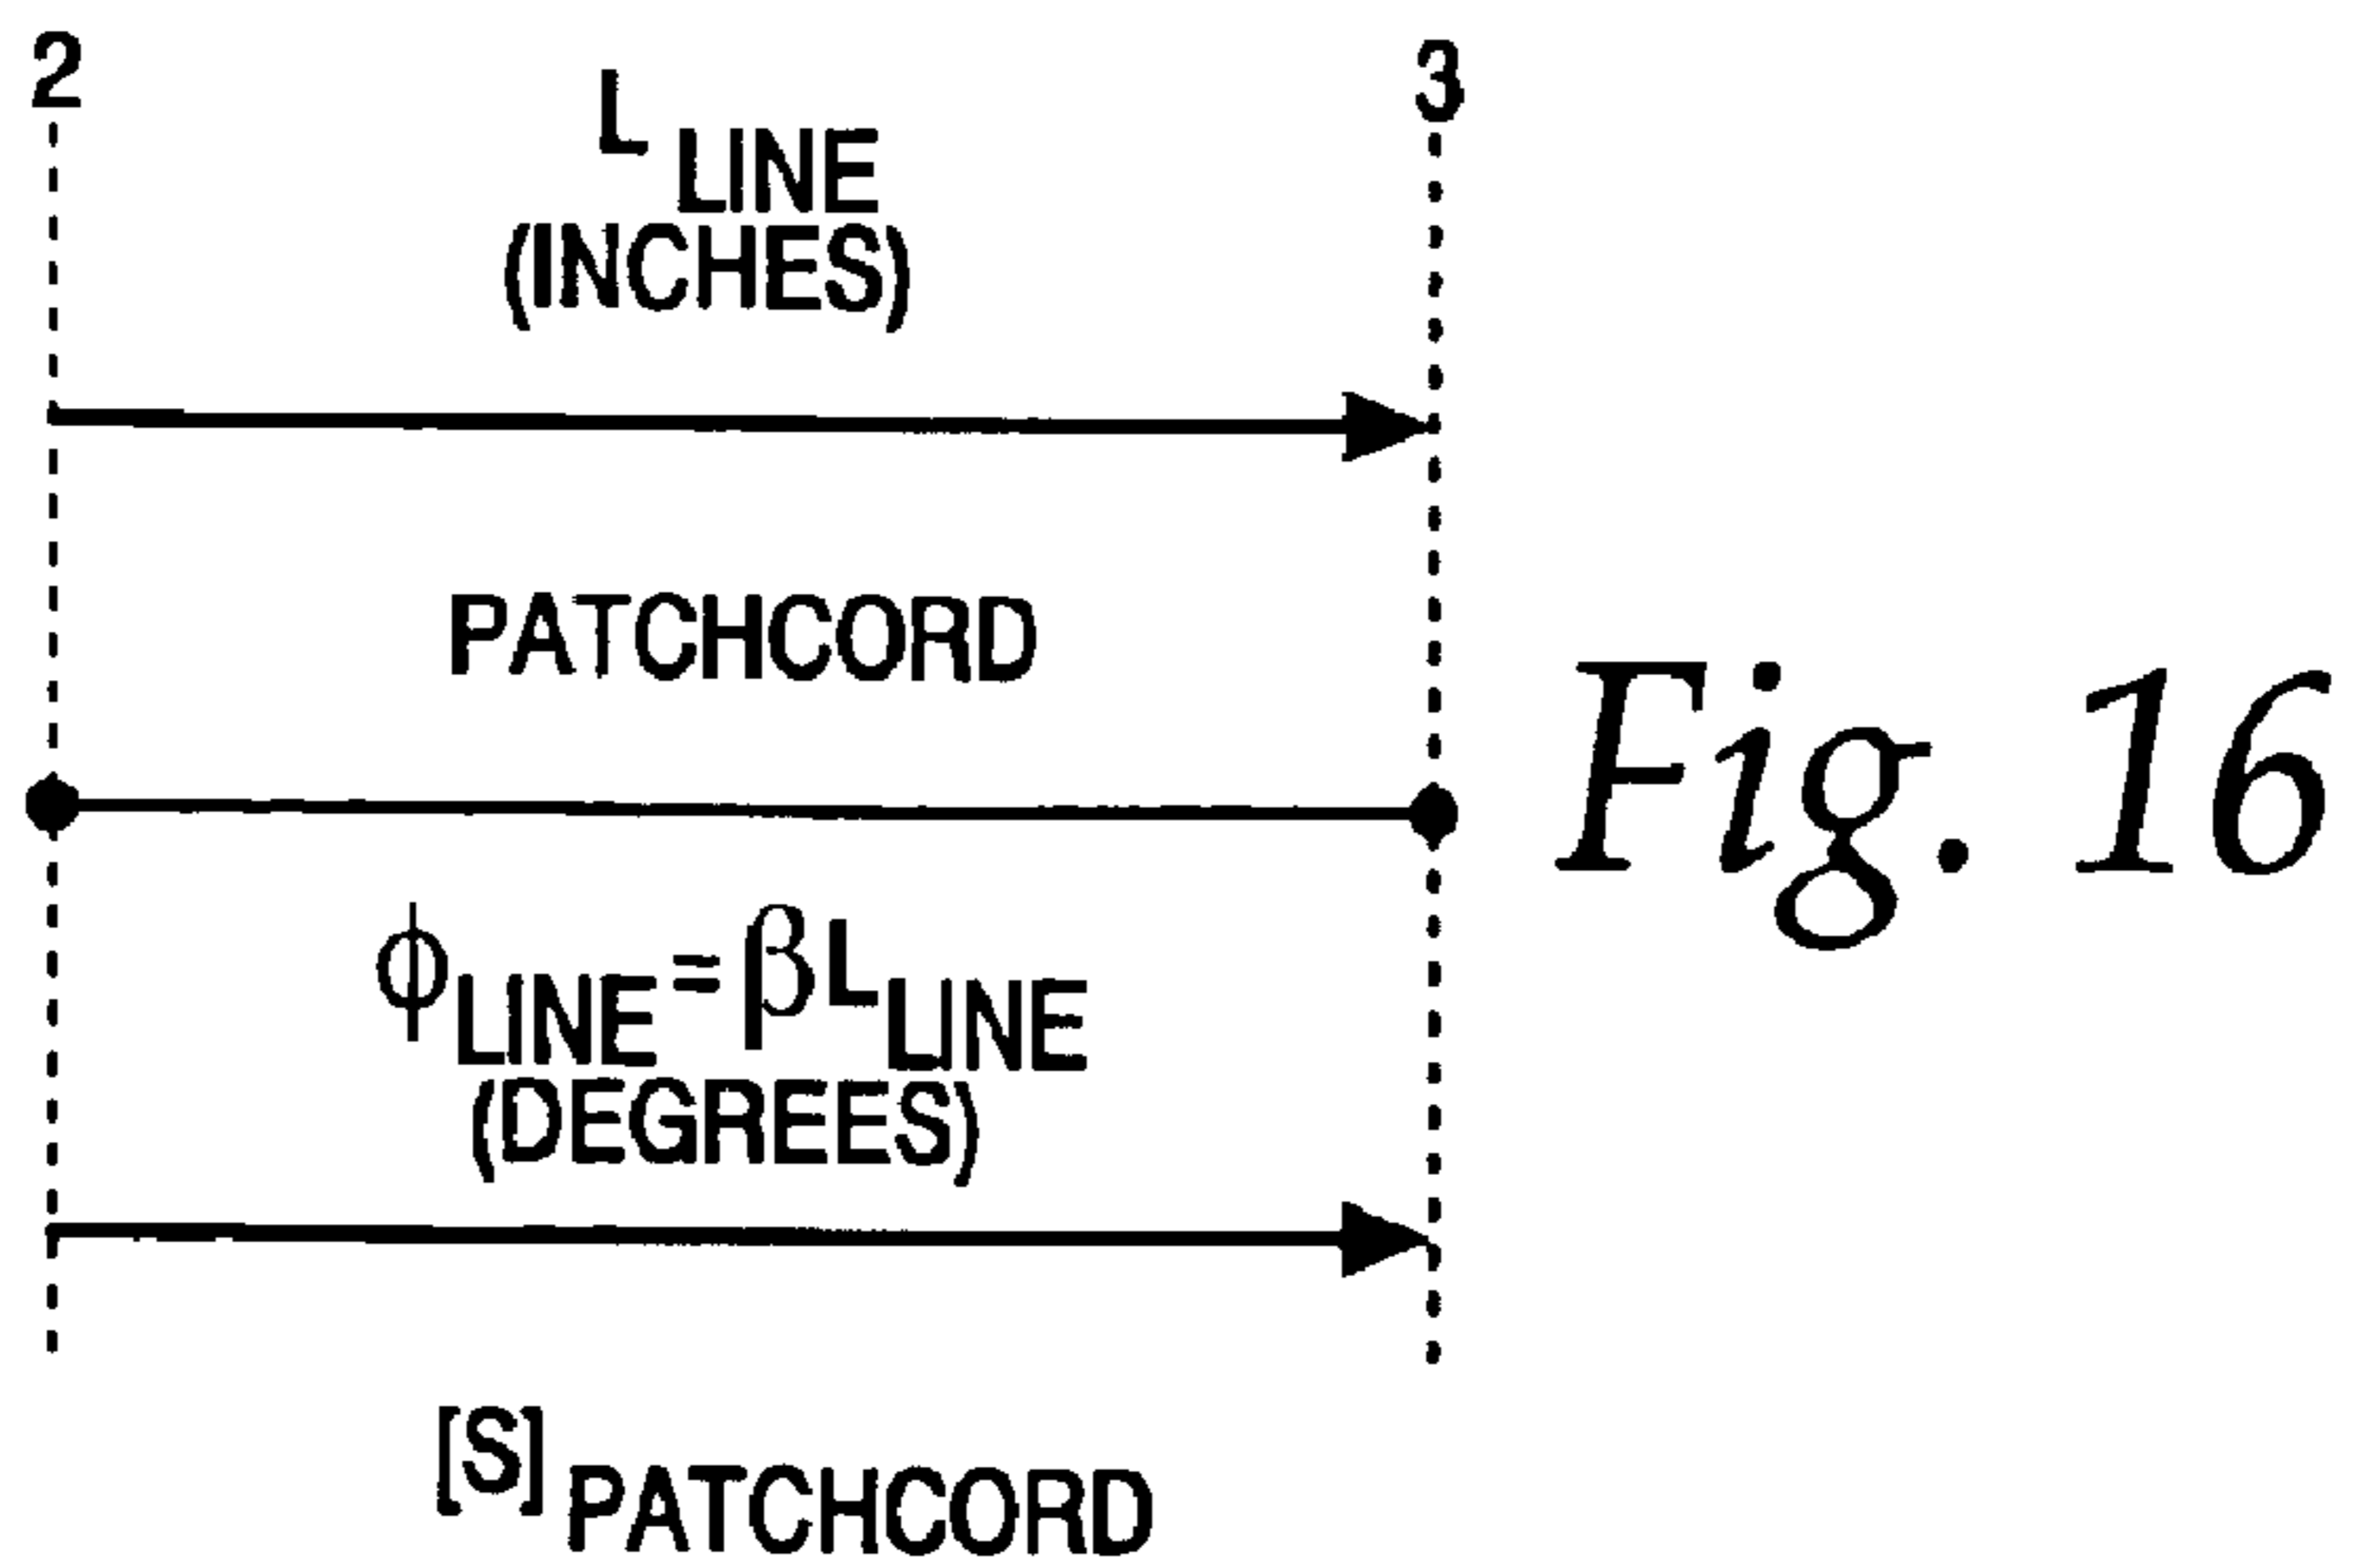 2 3
L LINE
(INCHES)
PATCHCORD
Fig. 16
ϕLINE = βLLINE
(DEGREES)
[S] PATCHCORD